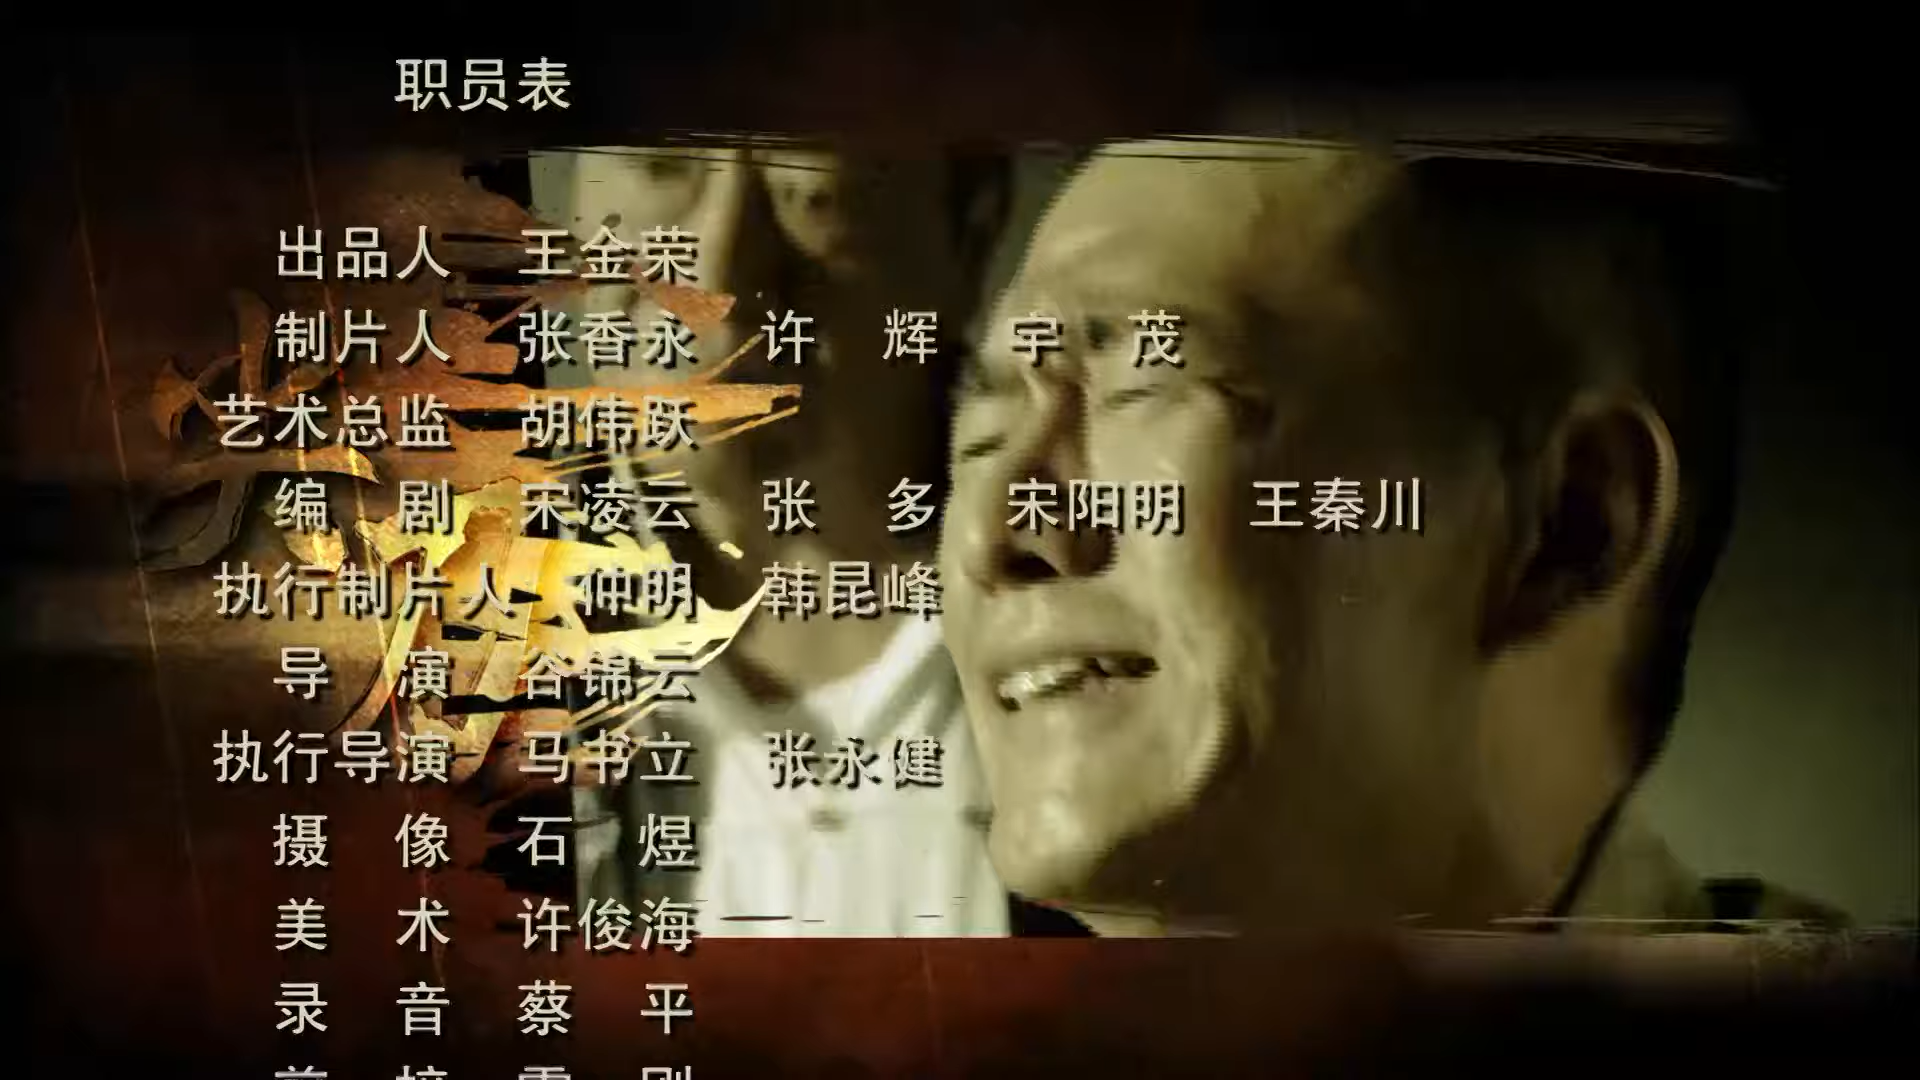 职员表
出品人 王金荣
制片人 张香永 许辉 宇茂
艺术总监 胡伟跃
编剧 宋凌云 张多 宋阳明 王秦川
执行制片人 仲明 韩昆峰
导演 谷锦云
执行导演 马书立 张永健
摄像 石煜
美术 许俊海
录音 蔡平